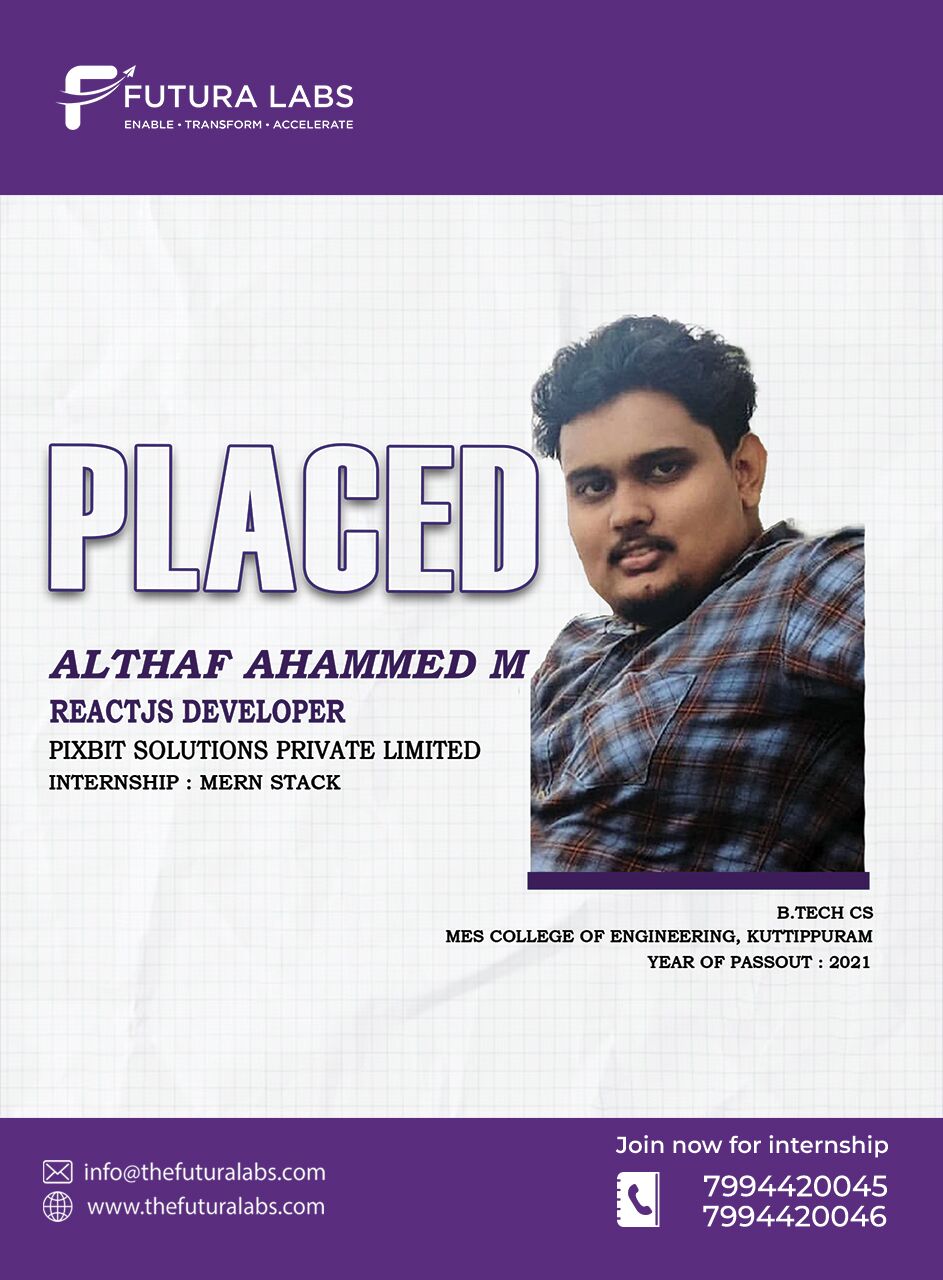 FUTURA LABS
ENABLE • TRANSFORM • ACCELERATE
PLACED
ALTHAF AHAMMED M
REACTJS DEVELOPER
PIXBIT SOLUTIONS PRIVATE LIMITED
INTERNSHIP : MERN STACK
B.TECH CS
MES COLLEGE OF ENGINEERING, KUTTIPPURAM
YEAR OF PASSOUT : 2021
info@thefuturalabs.com
www.thefuturalabs.com
Join now for internship
7994420045
7994420046